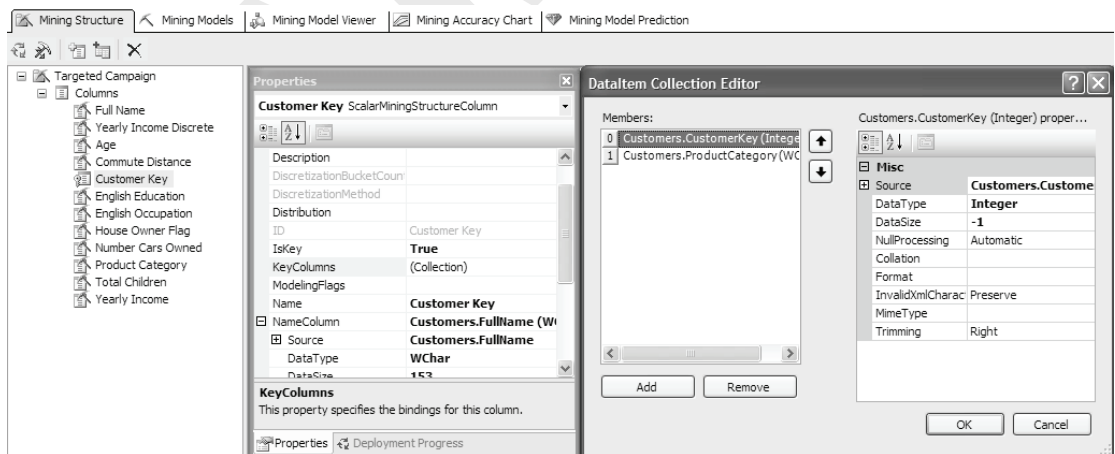 Mining Structure Mining Models Mining Model Viewer Mining Accuracy Chart Mining Model Prediction
Targeted Campaign
Columns
Full Name
Yearly Income Discrete
Age
Commute Distance
Customer Key
English Education
English Occupation
House Owner Flag
Number Cars Owned
Product Category
Total Children
Yearly Income
Properties
Customer Key ScalarMiningStructureColumn
Description
DiscretizationBucketCoun
DiscretizationMethod
Distribution
ID Customer Key
IsKey True
KeyColumns (Collection)
ModelingFlags
Name Customer Key
NameColumn Customers.FullName (W
Source Customers.FullName
DataType WChar
DataSize 153
KeyColumns
This property specifies the bindings for this column.
Properties Deployment Progress
DataItem Collection Editor
Members:
0 Customers.CustomerKey (Intege
1 Customers.ProductCategory (WC
Add Remove
Customers.CustomerKey (Integer) proper...
Misc
Source Customers.Custome
DataType Integer
DataSize -1
NullProcessing Automatic
Collation
Format
InvalidXmlCharac Preserve
MimeType
Trimming Right
OK Cancel